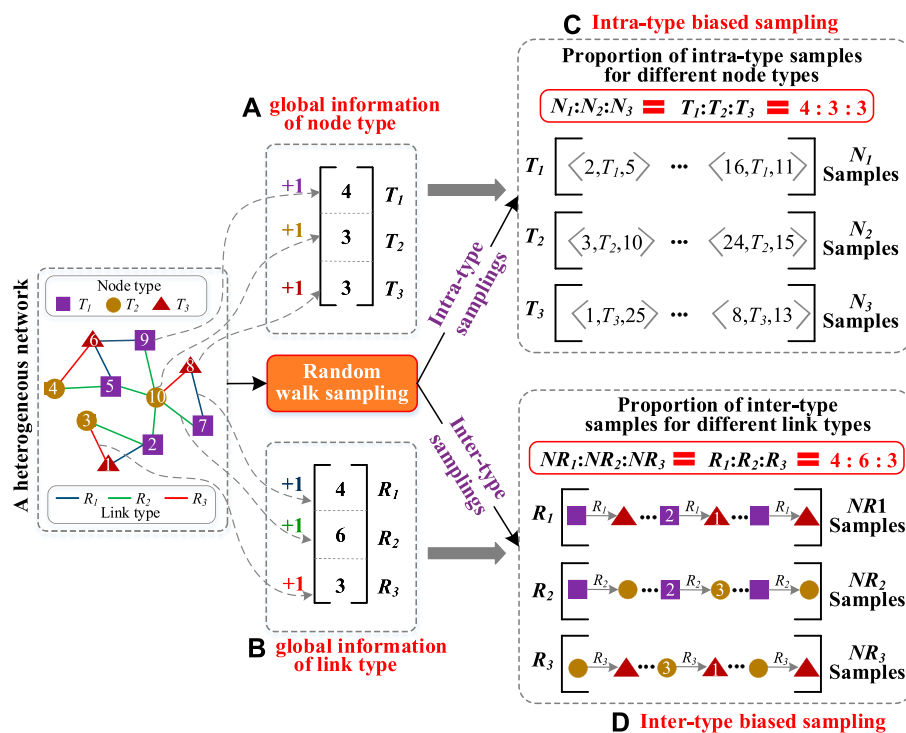 C Intra-type biased sampling
Proportion of intra-type samples
for different node types
N1:N2:N3 = T1:T2:T3 = 4 : 3 : 3
T1 <2,T1,5> ... <16,T1,11> N1 Samples
T2 <3,T2,10> ... <24,T2,15> N2 Samples
T3 <1,T3,25> ... <8,T3,13> N3 Samples
A global information
of node type
+1 4 T1
+1 3 T2
+1 3 T3
A heterogeneous network
Node type
T1 T2 T3
6 9
8
4 5 10
3
7
2
1
R1 R2 R3
Link type
Random
walk sampling
Intra-type
samplings
Inter-type
samplings
+1 4 R1
+1 6 R2
+1 3 R3
B global information
of link type
Proportion of inter-type
samples for different link types
NR1:NR2:NR3 = R1:R2:R3 = 4 : 6 : 3
R1 R1 ... 2 R1 1 ... R1 NR1 Samples
R2 R2 ... 2 R2 3 ... R2 NR2 Samples
R3 R3 ... 3 R3 1 ... R3 NR3 Samples
D Inter-type biased sampling